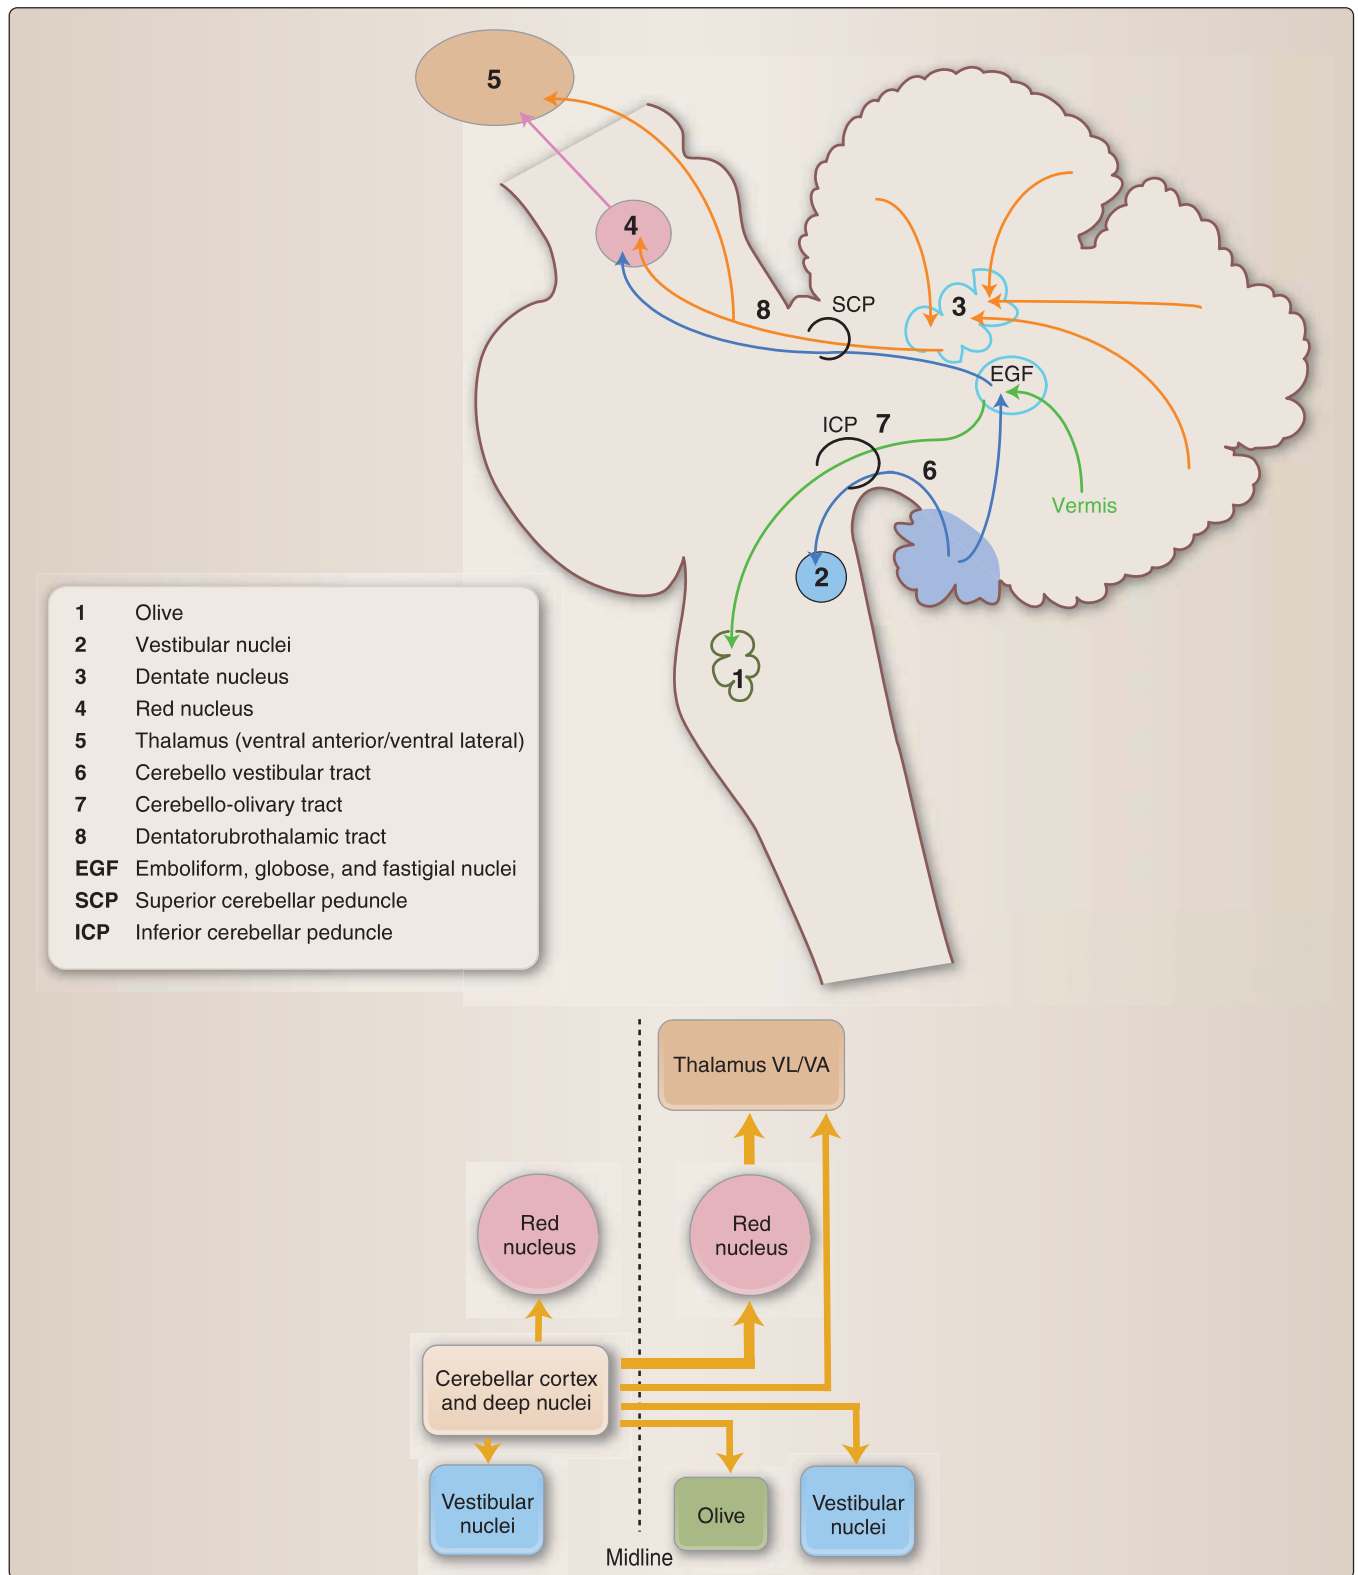 5
4
8
SCP
3
EGF
ICP 7
6
Vermis
2
1
1 Olive
2 Vestibular nuclei
3 Dentate nucleus
4 Red nucleus
5 Thalamus (ventral anterior/ventral lateral)
6 Cerebello vestibular tract
7 Cerebello-olivary tract
8 Dentatorubrothalamic tract
EGF Emboliform, globose, and fastigial nuclei
SCP Superior cerebellar peduncle
ICP Inferior cerebellar peduncle
Thalamus VL/VA
Red
nucleus
Red
nucleus
Cerebellar cortex
and deep nuclei
Vestibular
nuclei
Olive
Vestibular
nuclei
Midline